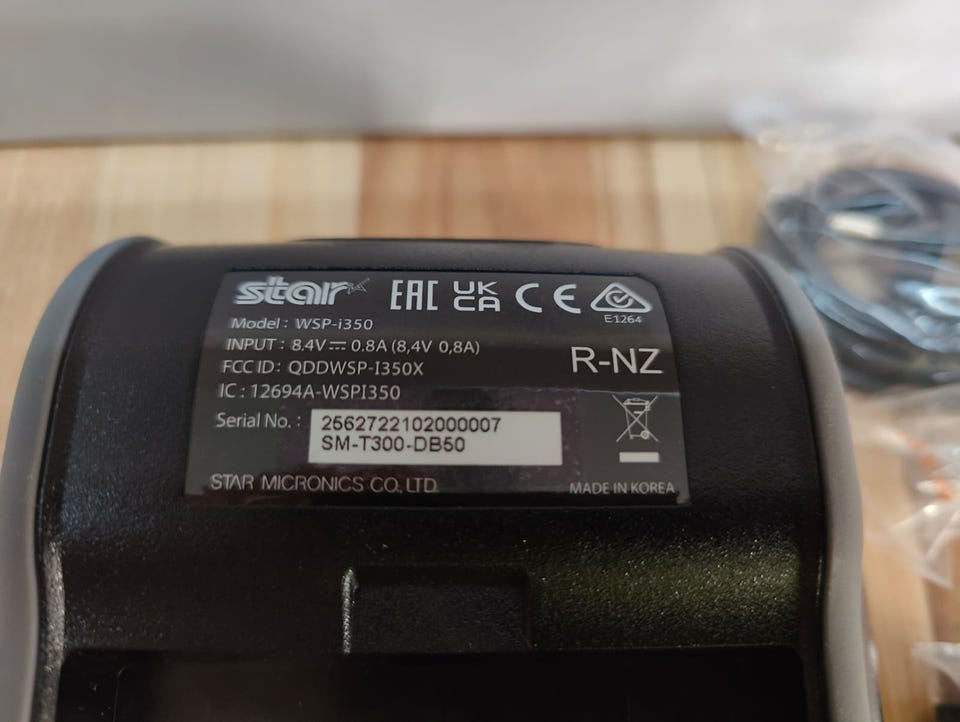 star EAC UK CA CE E1264
Model : WSP-i350
INPUT : 8.4V⎓ 0.8A (8,4V 0,8A)
FCC ID : QDDWSP-I350X
R-NZ
IC : 12694A-WSPI350
Serial No. : 2562722102000007
SM-T300-DB50
STAR MICRONICS CO., LTD. MADE IN KOREA